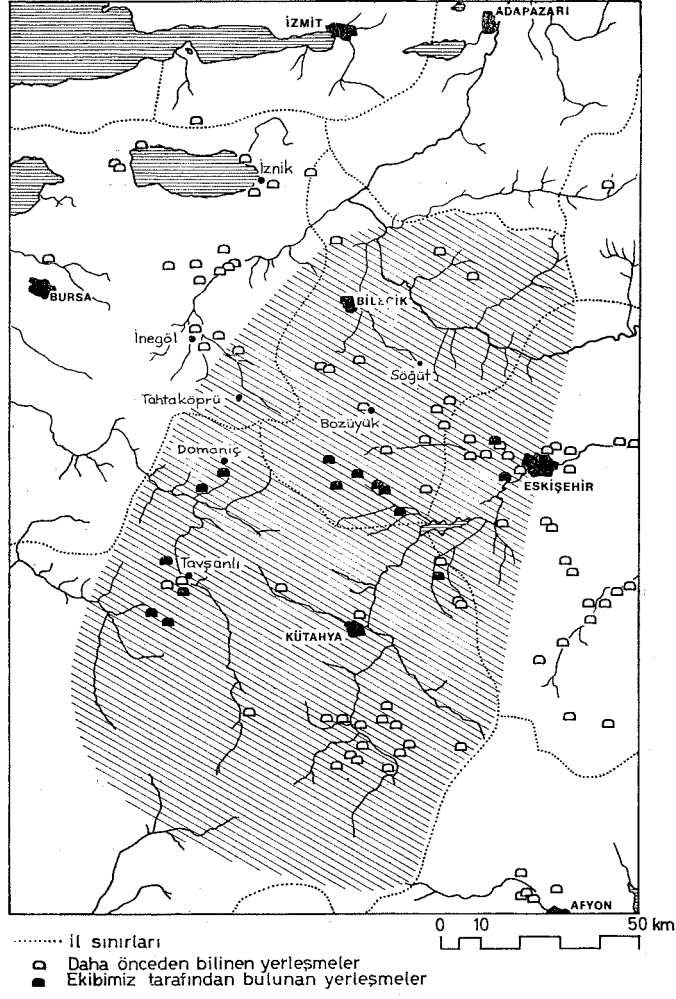 İZMİT
ADAPAZARI
İznik
BURSA
BİLECİK
İnegöl
Söğüt
Tahtaköprü
Bozüyük
Domaniç
ESKİŞEHİR
Tavşanlı
KÜTAHYA
AFYON
0 10 50 km
İl sınırları
Daha önceden bilinen yerleşmeler
Ekibimiz tarafından bulunan yerleşmeler